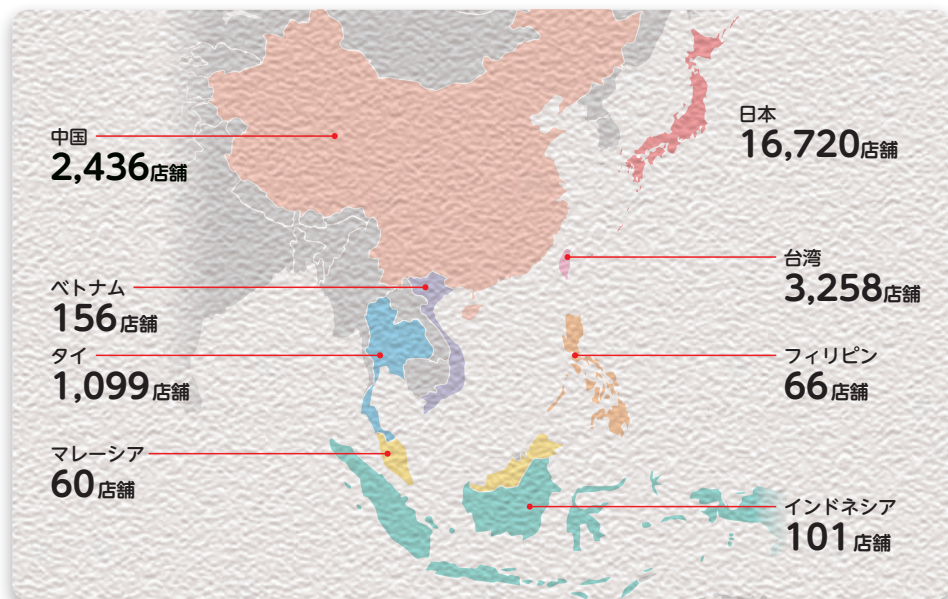 中国
2,436店舗
ベトナム
156店舗
タイ
1,099店舗
マレーシア
60店舗
日本
16,720店舗
台湾
3,258店舗
フィリピン
66店舗
インドネシア
101店舗